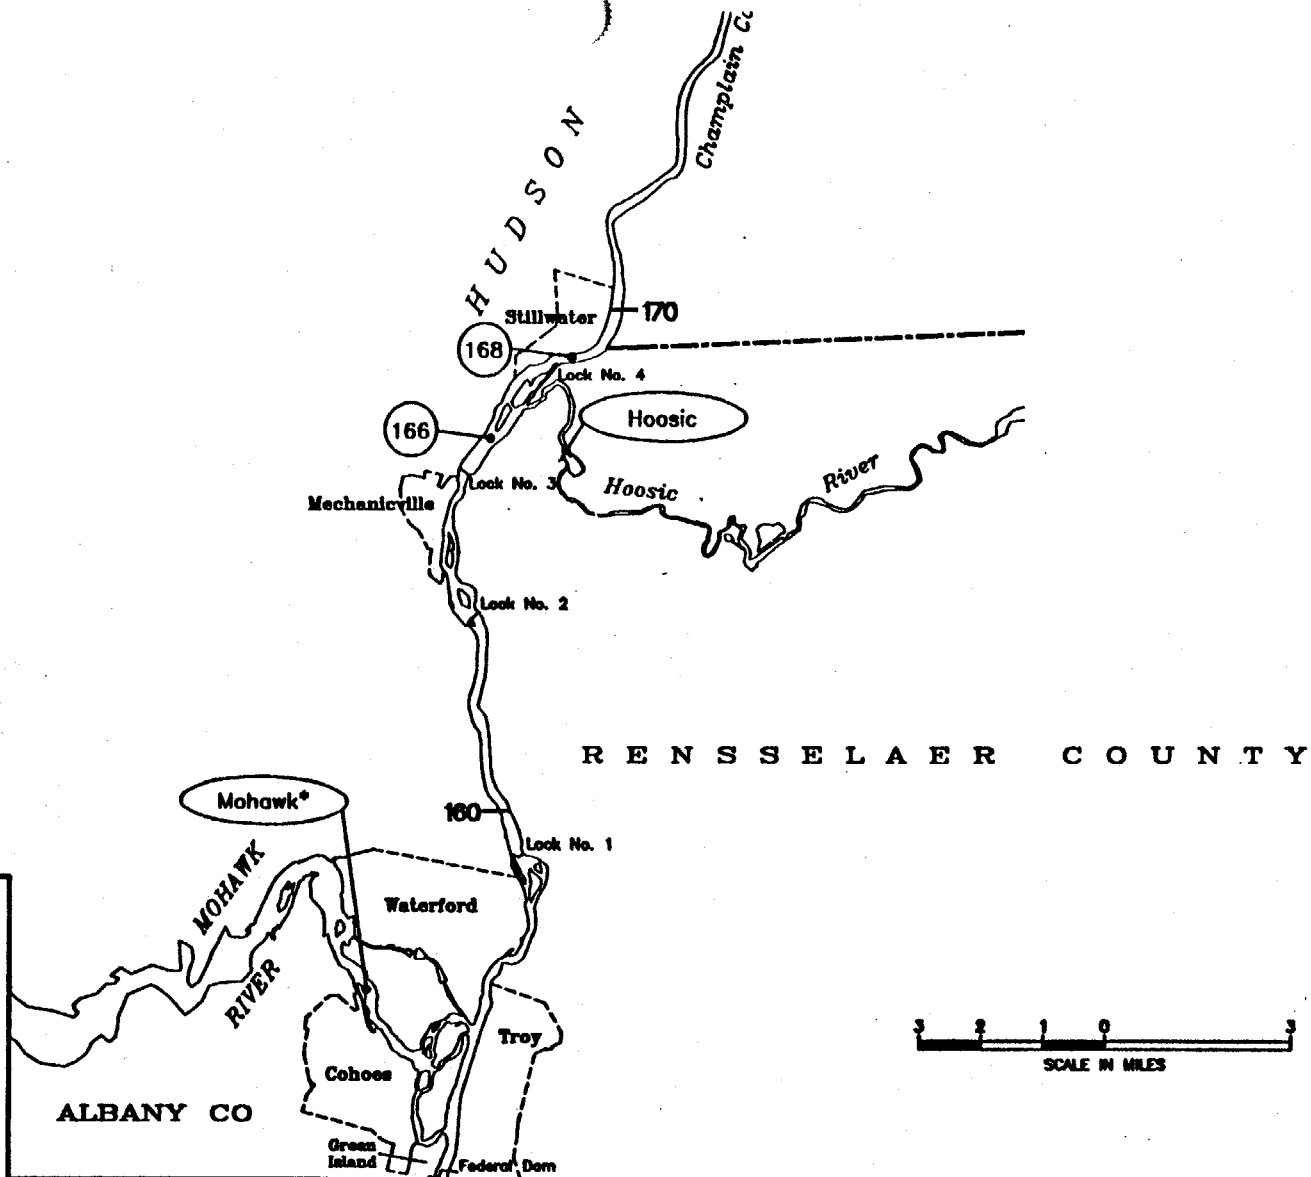 Champlain
HUDSON
Stillwater
170
168
Lock No. 4
166
Hoosic
Lock No. 3
Hoosic River
Mechanicville
Lock No. 2
RENSSELAER COUNTY
Mohawk*
160
Lock No. 1
MOHAWK RIVER
Waterford
Troy
3 2 1 0 3
SCALE IN MILES
Cohoes
ALBANY CO
Green
Island
Federal Dam